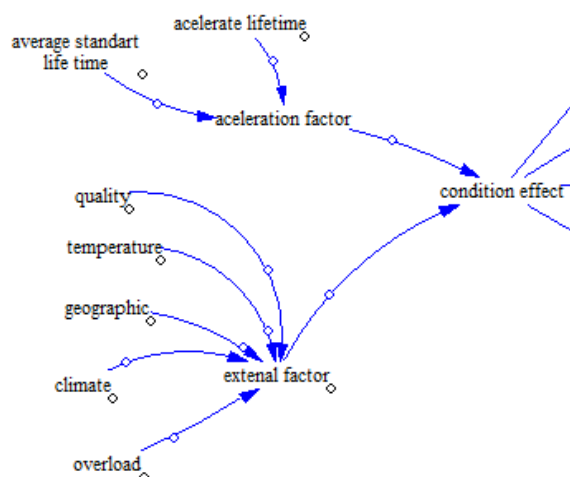 acelerate lifetime
average standart
life time
aceleration factor
condition effect
quality
temperature
geographic
extenal factor
climate
overload